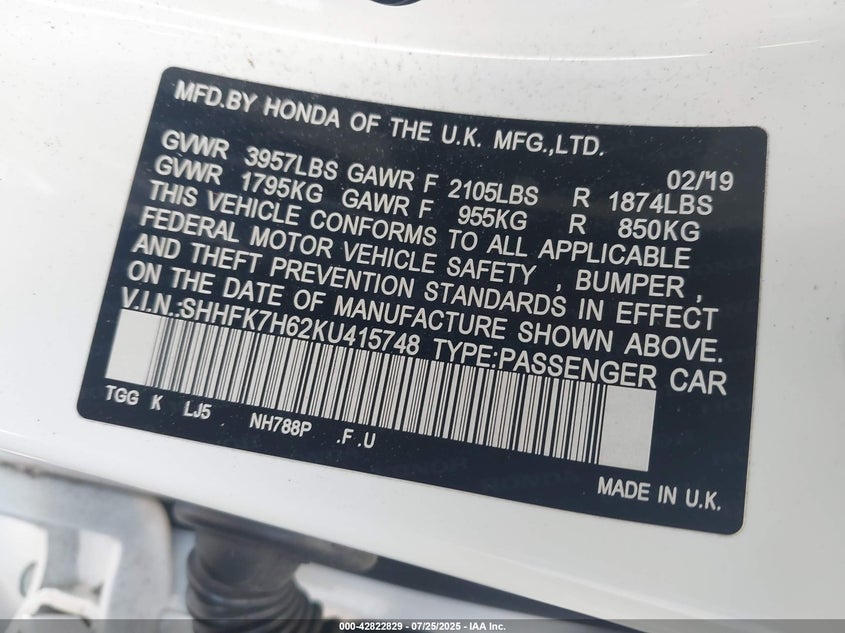 MFD.BY HONDA OF THE U.K. MFG.,LTD.
02/'19
GVWR 3957LBS GAWR F 2105LBS R 1874LBS
GVWR 1795KG GAWR F 955KG R 850KG
THIS VEHICLE CONFORMS TO ALL APPLICABLE
FEDERAL MOTOR VEHICLE SAFETY , BUMPER ,
AND THEFT PREVENTION STANDARDS IN EFFECT
ON THE DATE OF MANUFACTURE SHOWN ABOVE.
V.I.N.:SHHFK7H62KU415748 TYPE:PASSENGER CAR
TGG K LJ5 NH788P .F.U
MADE IN U.K.
000-42822829 - 07/25/2025 - IAA Inc.